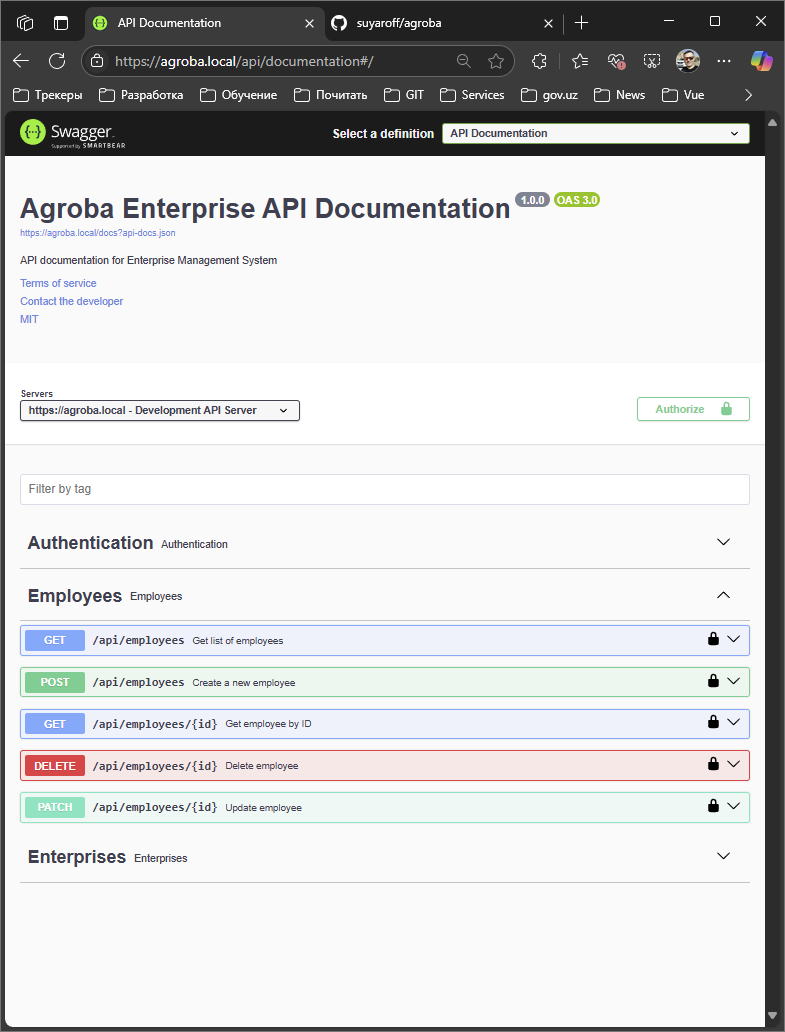 API Documentation
suyaroff/agroba
https://agroba.local/api/documentation#/
Трекеры Разработка Обучение Почитать GIT Services gov.uz News Vue
Swagger
Supported by SMARTBEAR
Select a definition API Documentation
Agroba Enterprise API Documentation 1.0.0 OAS 3.0
https://agroba.local/docs?api-docs.json
API documentation for Enterprise Management System
Terms of service
Contact the developer
MIT
Servers
https://agroba.local - Development API Server
Authorize
Filter by tag
Authentication Authentication
Employees Employees
GET /api/employees Get list of employees
POST /api/employees Create a new employee
GET /api/employees/{id} Get employee by ID
DELETE /api/employees/{id} Delete employee
PATCH /api/employees/{id} Update employee
Enterprises Enterprises